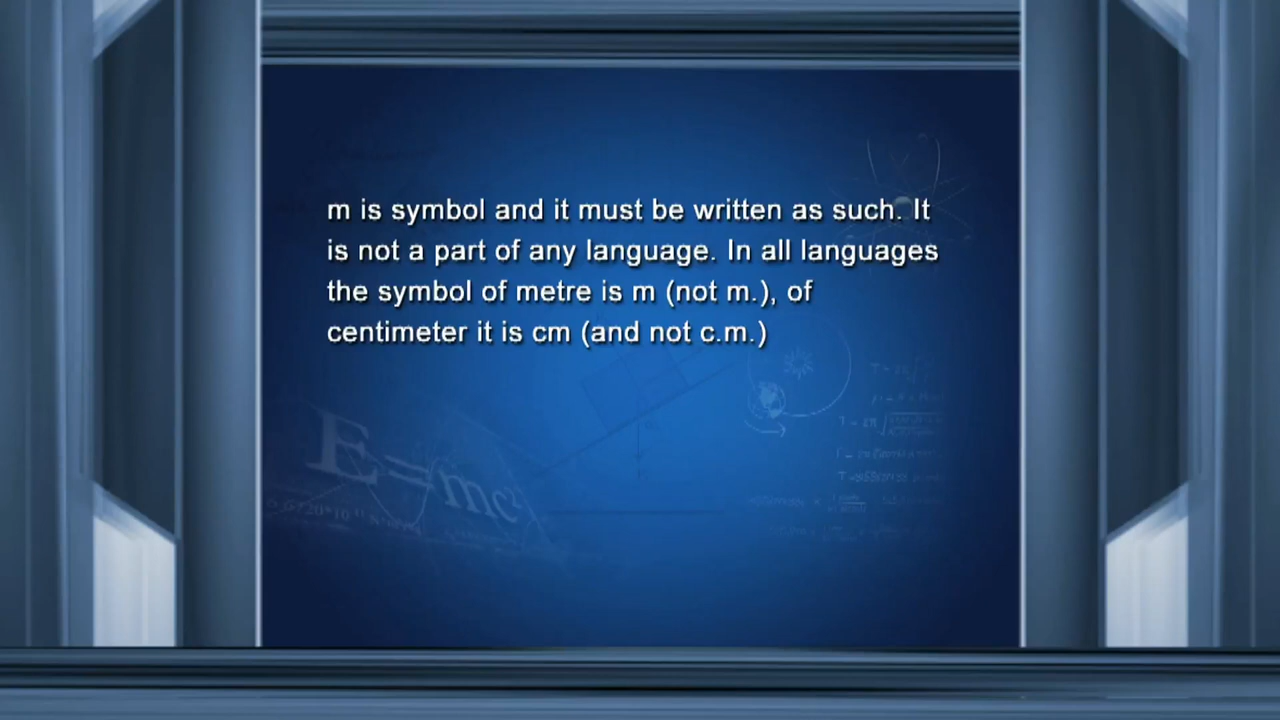 m is symbol and it must be written as such. It
is not a part of any language. In all languages
the symbol of metre is m (not m.), of
centimeter it is cm (and not c.m.)
E=mc²